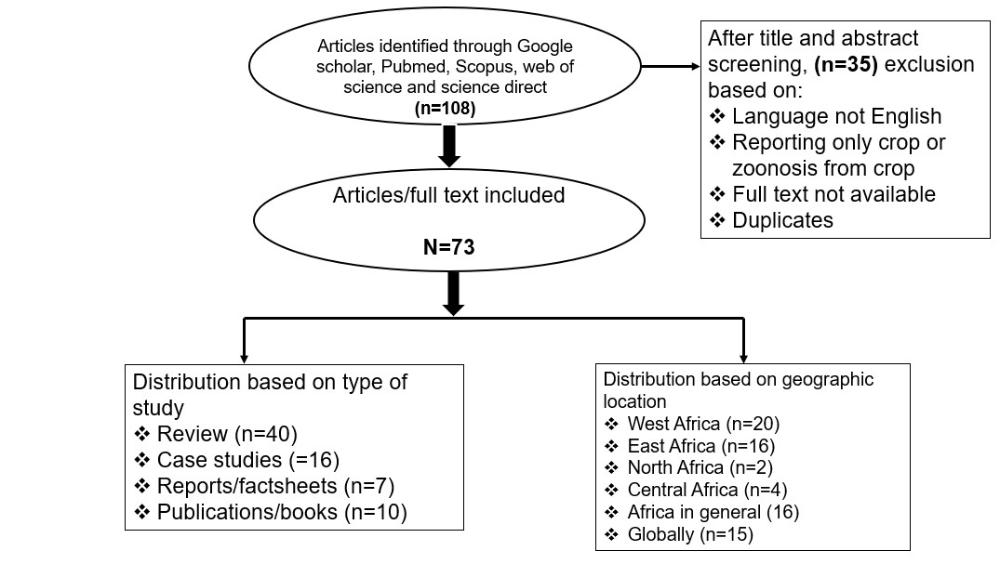 Articles identified through Google
scholar, Pubmed, Scopus, web of
science and science direct
(n=108)
After title and abstract
screening, (n=35) exclusion
based on:
❖ Language not English
❖ Reporting only crop or
zoonosis from crop
❖ Full text not available
❖ Duplicates
Articles/full text included
N=73
Distribution based on type of
study
❖ Review (n=40)
❖ Case studies (=16)
❖ Reports/factsheets (n=7)
❖ Publications/books (n=10)
Distribution based on geographic
location
❖ West Africa (n=20)
❖ East Africa (n=16)
❖ North Africa (n=2)
❖ Central Africa (n=4)
❖ Africa in general (16)
❖ Globally (n=15)